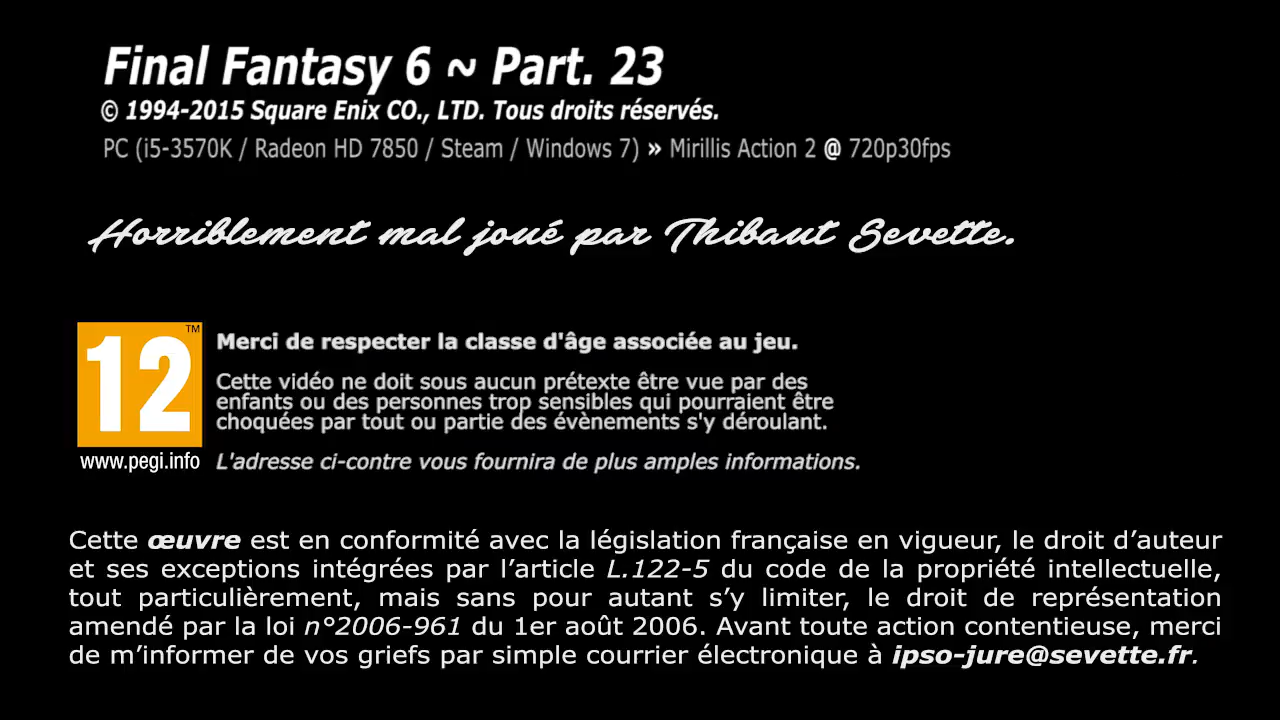 Final Fantasy 6 ~ Part. 23
© 1994-2015 Square Enix CO., LTD. Tous droits réservés.
PC (i5-3570K / Radeon HD 7850 / Steam / Windows 7) » Mirillis Action 2 @ 720p30fps
Horriblement mal joué par Thibaut Sevette.
12™
www.pegi.info
Merci de respecter la classe d'âge associée au jeu.
Cette vidéo ne doit sous aucun prétexte être vue par des
enfants ou des personnes trop sensibles qui pourraient être
choquées par tout ou partie des évènements s'y déroulant.
L'adresse ci-contre vous fournira de plus amples informations.
Cette œuvre est en conformité avec la législation française en vigueur, le droit d’auteur
et ses exceptions intégrées par l’article L.122-5 du code de la propriété intellectuelle,
tout particulièrement, mais sans pour autant s’y limiter, le droit de représentation
amendé par la loi n°2006-961 du 1er août 2006. Avant toute action contentieuse, merci
de m’informer de vos griefs par simple courrier électronique à ipso-jure@sevette.fr.